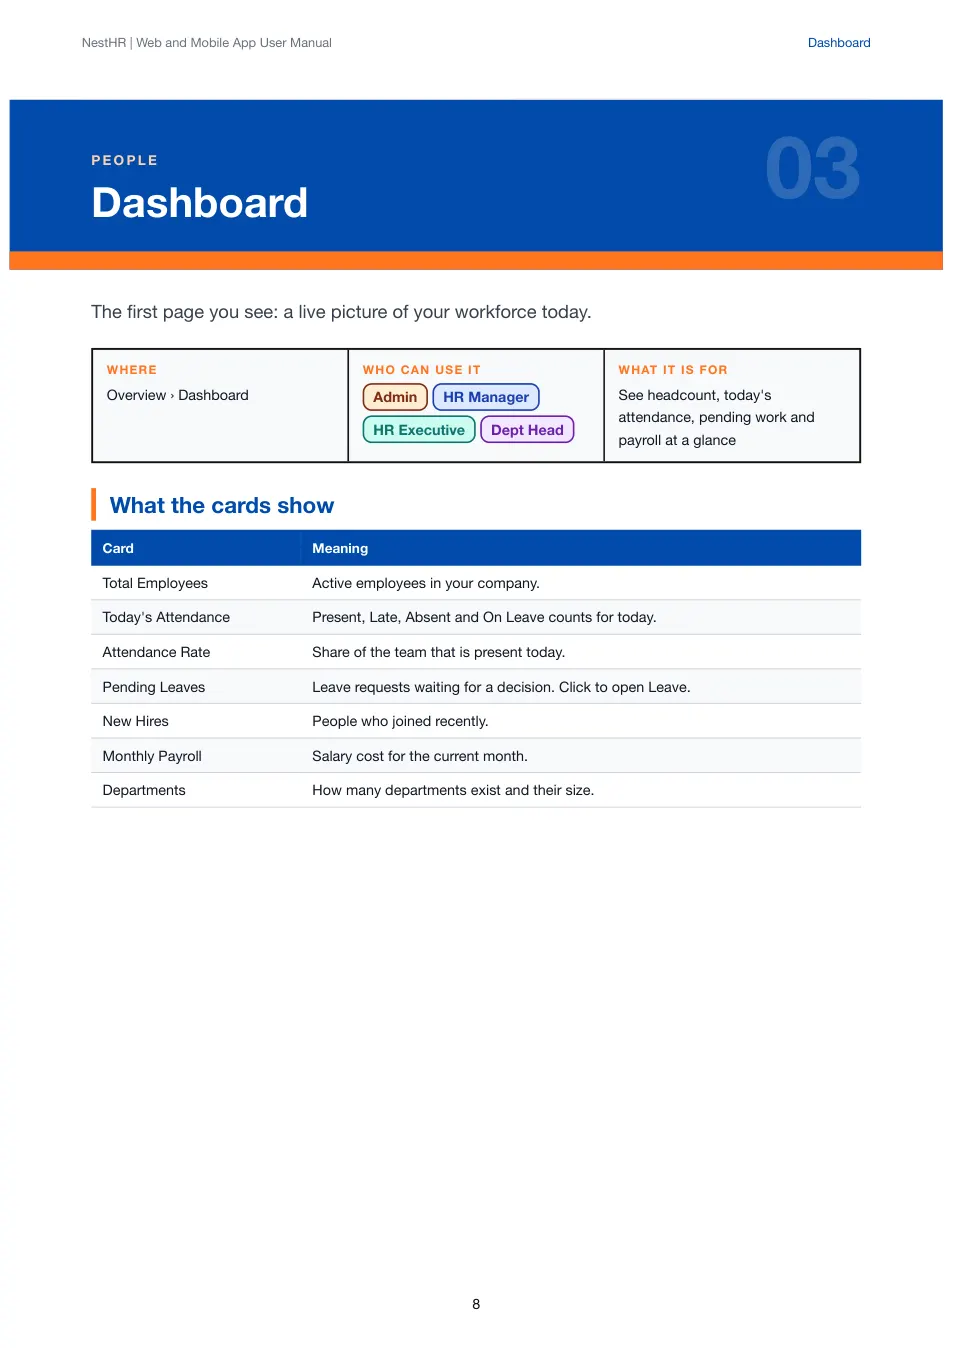 NestHR | Web and Mobile App User Manual
Dashboard
PEOPLE
03
Dashboard
The first page you see: a live picture of your workforce today.
WHERE
Overview › Dashboard
WHO CAN USE IT
Admin HR Manager
HR Executive Dept Head
WHAT IT IS FOR
See headcount, today's
attendance, pending work and
payroll at a glance
What the cards show
Card Meaning
Total Employees Active employees in your company.
Today's Attendance Present, Late, Absent and On Leave counts for today.
Attendance Rate Share of the team that is present today.
Pending Leaves Leave requests waiting for a decision. Click to open Leave.
New Hires People who joined recently.
Monthly Payroll Salary cost for the current month.
Departments How many departments exist and their size.
8